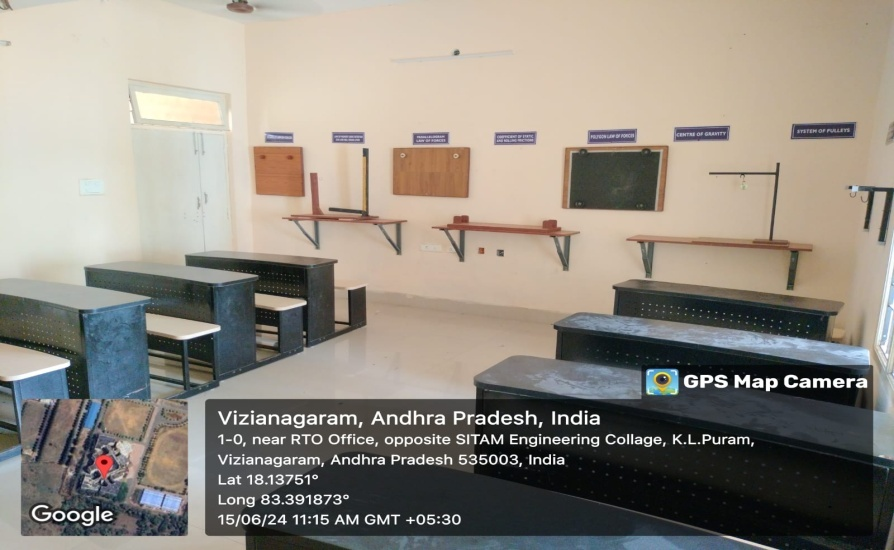 PARALLELOGRAM
LAW OF FORCES
COEFFICIENT OF STATIC
AND ROLLING FRICTIONS
POLYGON LAW OF FORCES
CENTRE OF GRAVITY
SYSTEM OF PULLEYS
GPS Map Camera
Vizianagaram, Andhra Pradesh, India
1-0, near RTO Office, opposite SITAM Engineering Collage, K.L.Puram,
Vizianagaram, Andhra Pradesh 535003, India
Lat 18.13751°
Long 83.391873°
15/06/24 11:15 AM GMT +05:30
Google